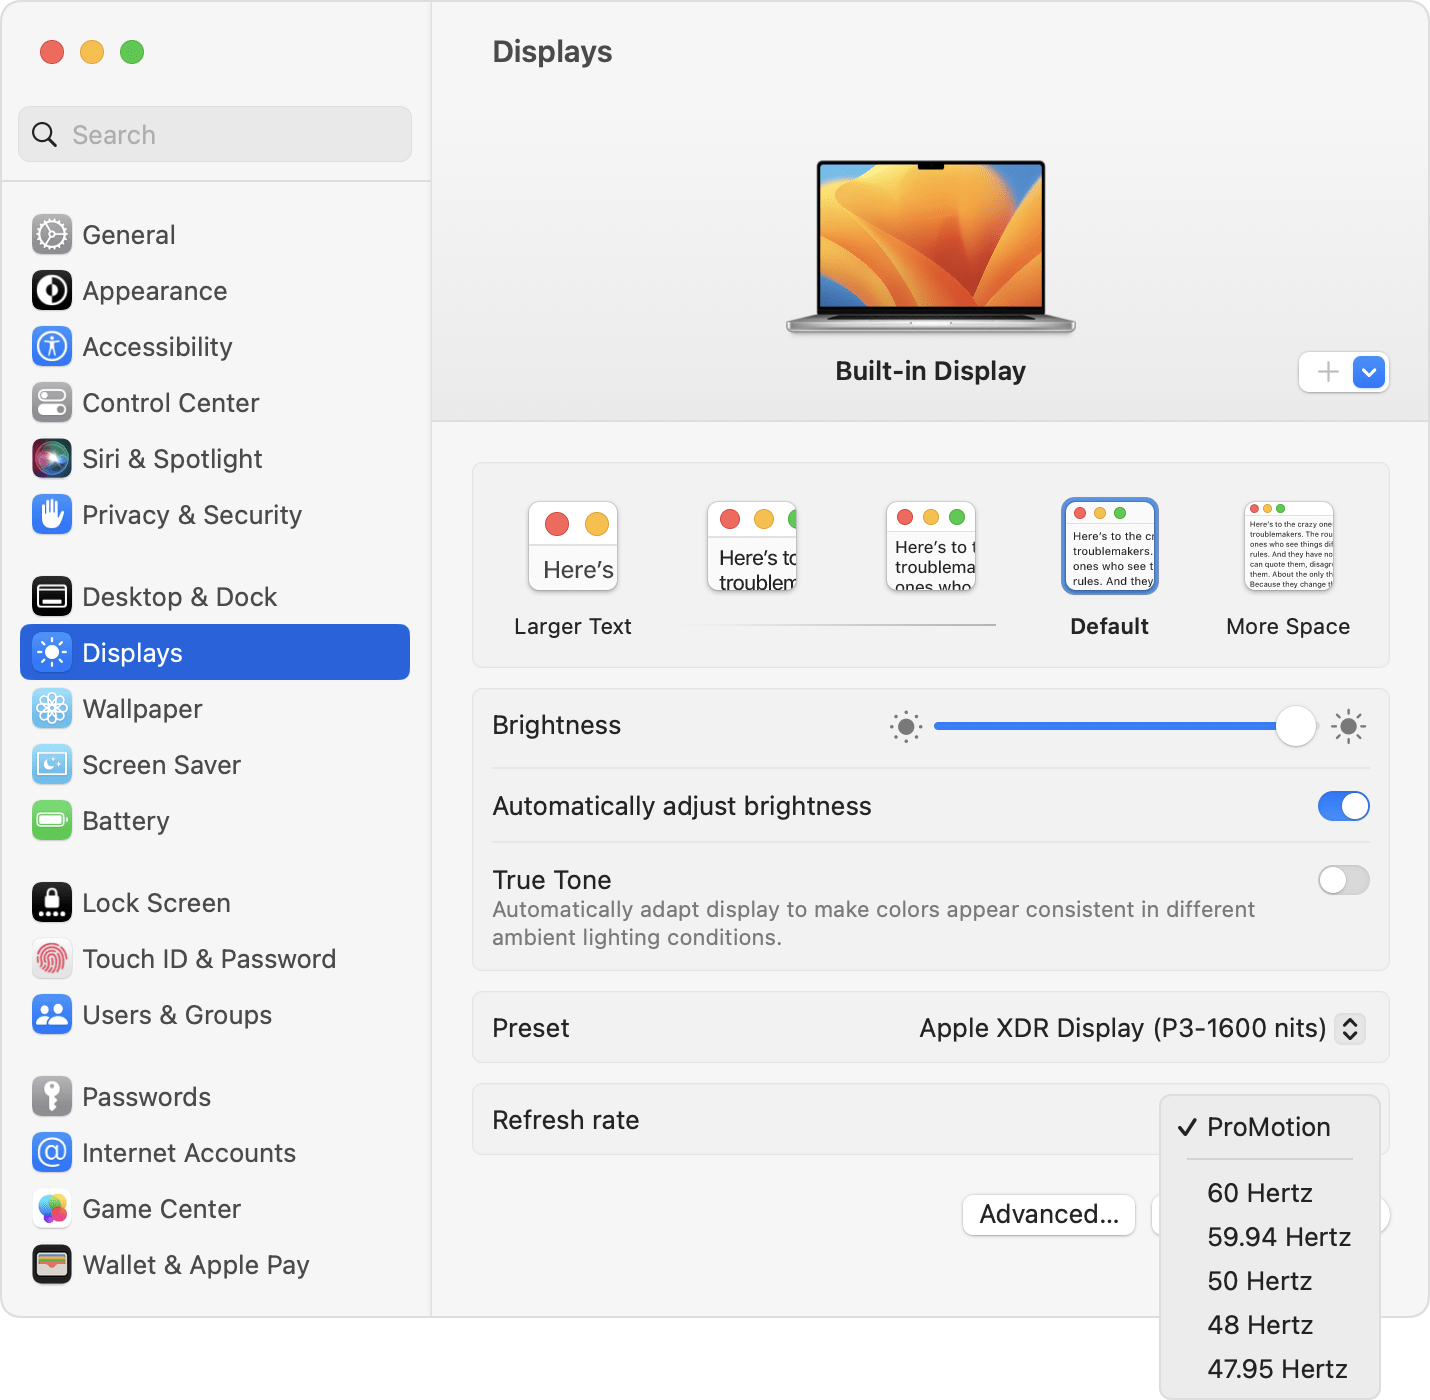 Search
General
Appearance
Accessibility
Control Center
Siri & Spotlight
Privacy & Security
Desktop & Dock
Displays
Wallpaper
Screen Saver
Battery
Lock Screen
Touch ID & Password
Users & Groups
Passwords
Internet Accounts
Game Center
Wallet & Apple Pay
Displays
Built-in Display
Here's
Larger Text
Here's to
troublem
Here's to t
troublema
ones who
Here's to the cr
troublemakers.
ones who see t
rules. And they
Default
Here's to the crazy one
troublemakers. The rou
ones who see things dif
rules. And they have no
can quote them, disagr
them. About the only th
Because they change t
More Space
Brightness
Automatically adjust brightness
True Tone
Automatically adapt display to make colors appear consistent in different
ambient lighting conditions.
Preset
Apple XDR Display (P3-1600 nits)
Refresh rate
ProMotion
60 Hertz
59.94 Hertz
50 Hertz
48 Hertz
47.95 Hertz
Advanced...